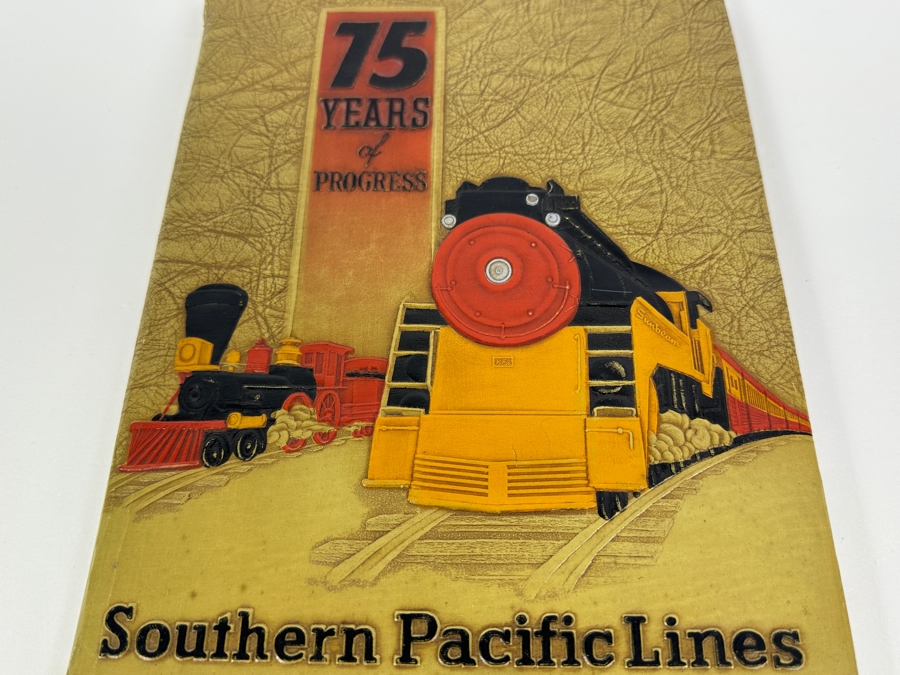 75
YEARS
of
PROGRESS
Sunbeam
Southern Pacific Lines